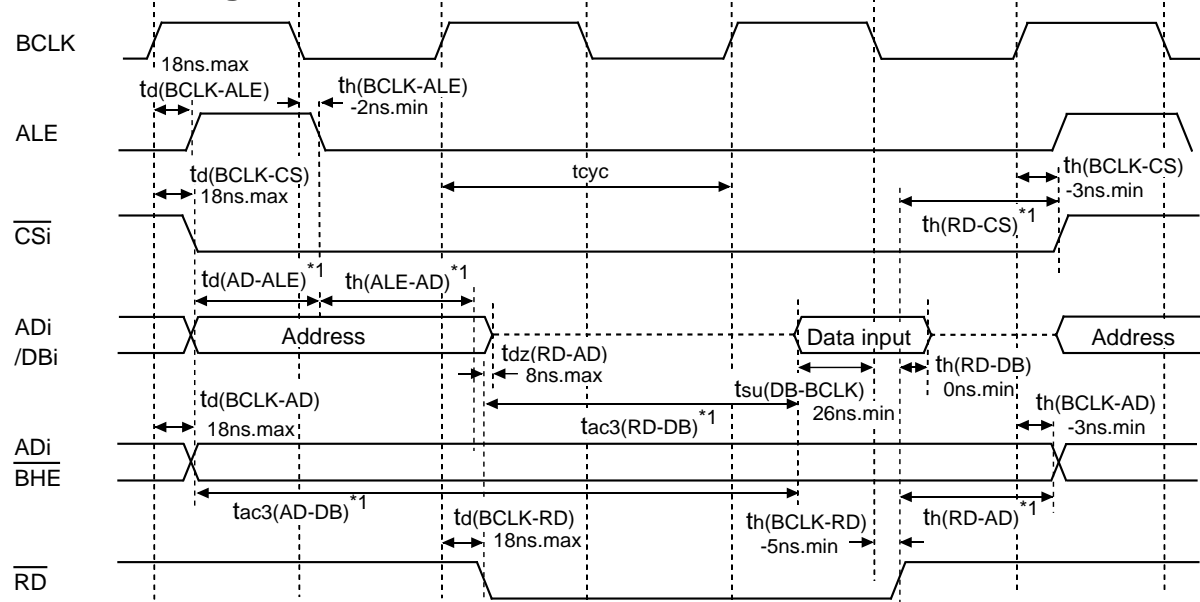 BCLK
18ns.max
td(BCLK-ALE)
th(BCLK-ALE)
-2ns.min
ALE
td(BCLK-CS)
18ns.max
tcyc
th(BCLK-CS)
-3ns.min
CSi
th(RD-CS)*1
td(AD-ALE)*1
th(ALE-AD)*1
ADi
/DBi
Address
Data input
Address
tdz(RD-AD)
8ns.max
th(RD-DB)
0ns.min
tsu(DB-BCLK)
26ns.min
td(BCLK-AD)
18ns.max
tac3(RD-DB)*1
th(BCLK-AD)
-3ns.min
ADi
BHE
tac3(AD-DB)*1
td(BCLK-RD)
18ns.max
th(BCLK-RD)
-5ns.min
th(RD-AD)*1
RD